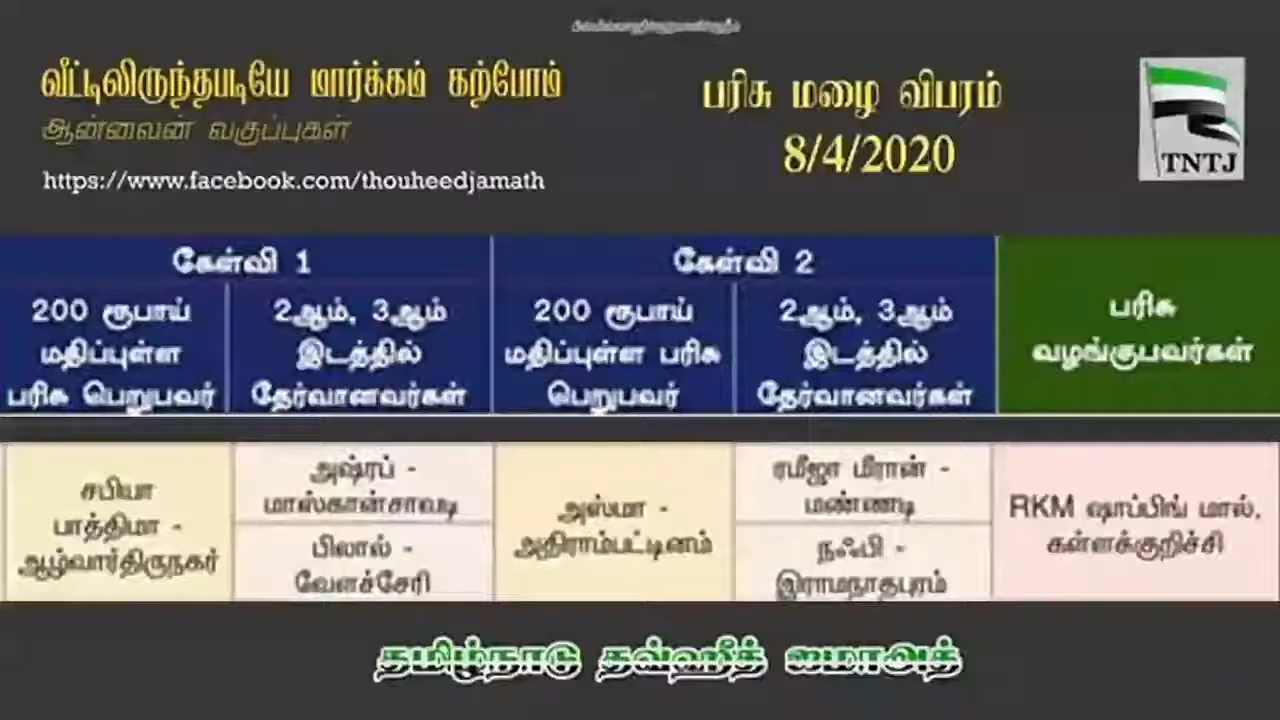 வீட்டிலிருந்தபடியே மார்க்கம் கற்போம்
ஆன்லைன் வகுப்புகள்
https://www.facebook.com/thouheedjamath
பரிசு மழை விபரம்
8/4/2020
TNTJ
கேள்வி 1
கேள்வி 2
200 ரூபாய்
மதிப்புள்ள
பரிசு பெறுபவர்
2ஆம், 3ஆம்
இடத்தில்
தேர்வானவர்கள்
200 ரூபாய்
மதிப்புள்ள பரிசு
பெறுபவர்
2ஆம், 3ஆம்
இடத்தில்
தேர்வானவர்கள்
பரிசு
வழங்குபவர்கள்
சபியா
பாத்திமா -
ஆழ்வார்திருநகர்
அஷ்ரப் -
மாஸ்கான்சாவடி
பிலால் -
வேளச்சேரி
அஸ்மா -
அதிராம்பட்டினம்
ரமீஜா மீரான் -
மண்ணடி
நஃபி -
இராமநாதபுரம்
RKM ஷாப்பிங் மால்,
கள்ளக்குறிச்சி
தமிழ்நாடு தவ்ஹீத் ஜமாஅத்